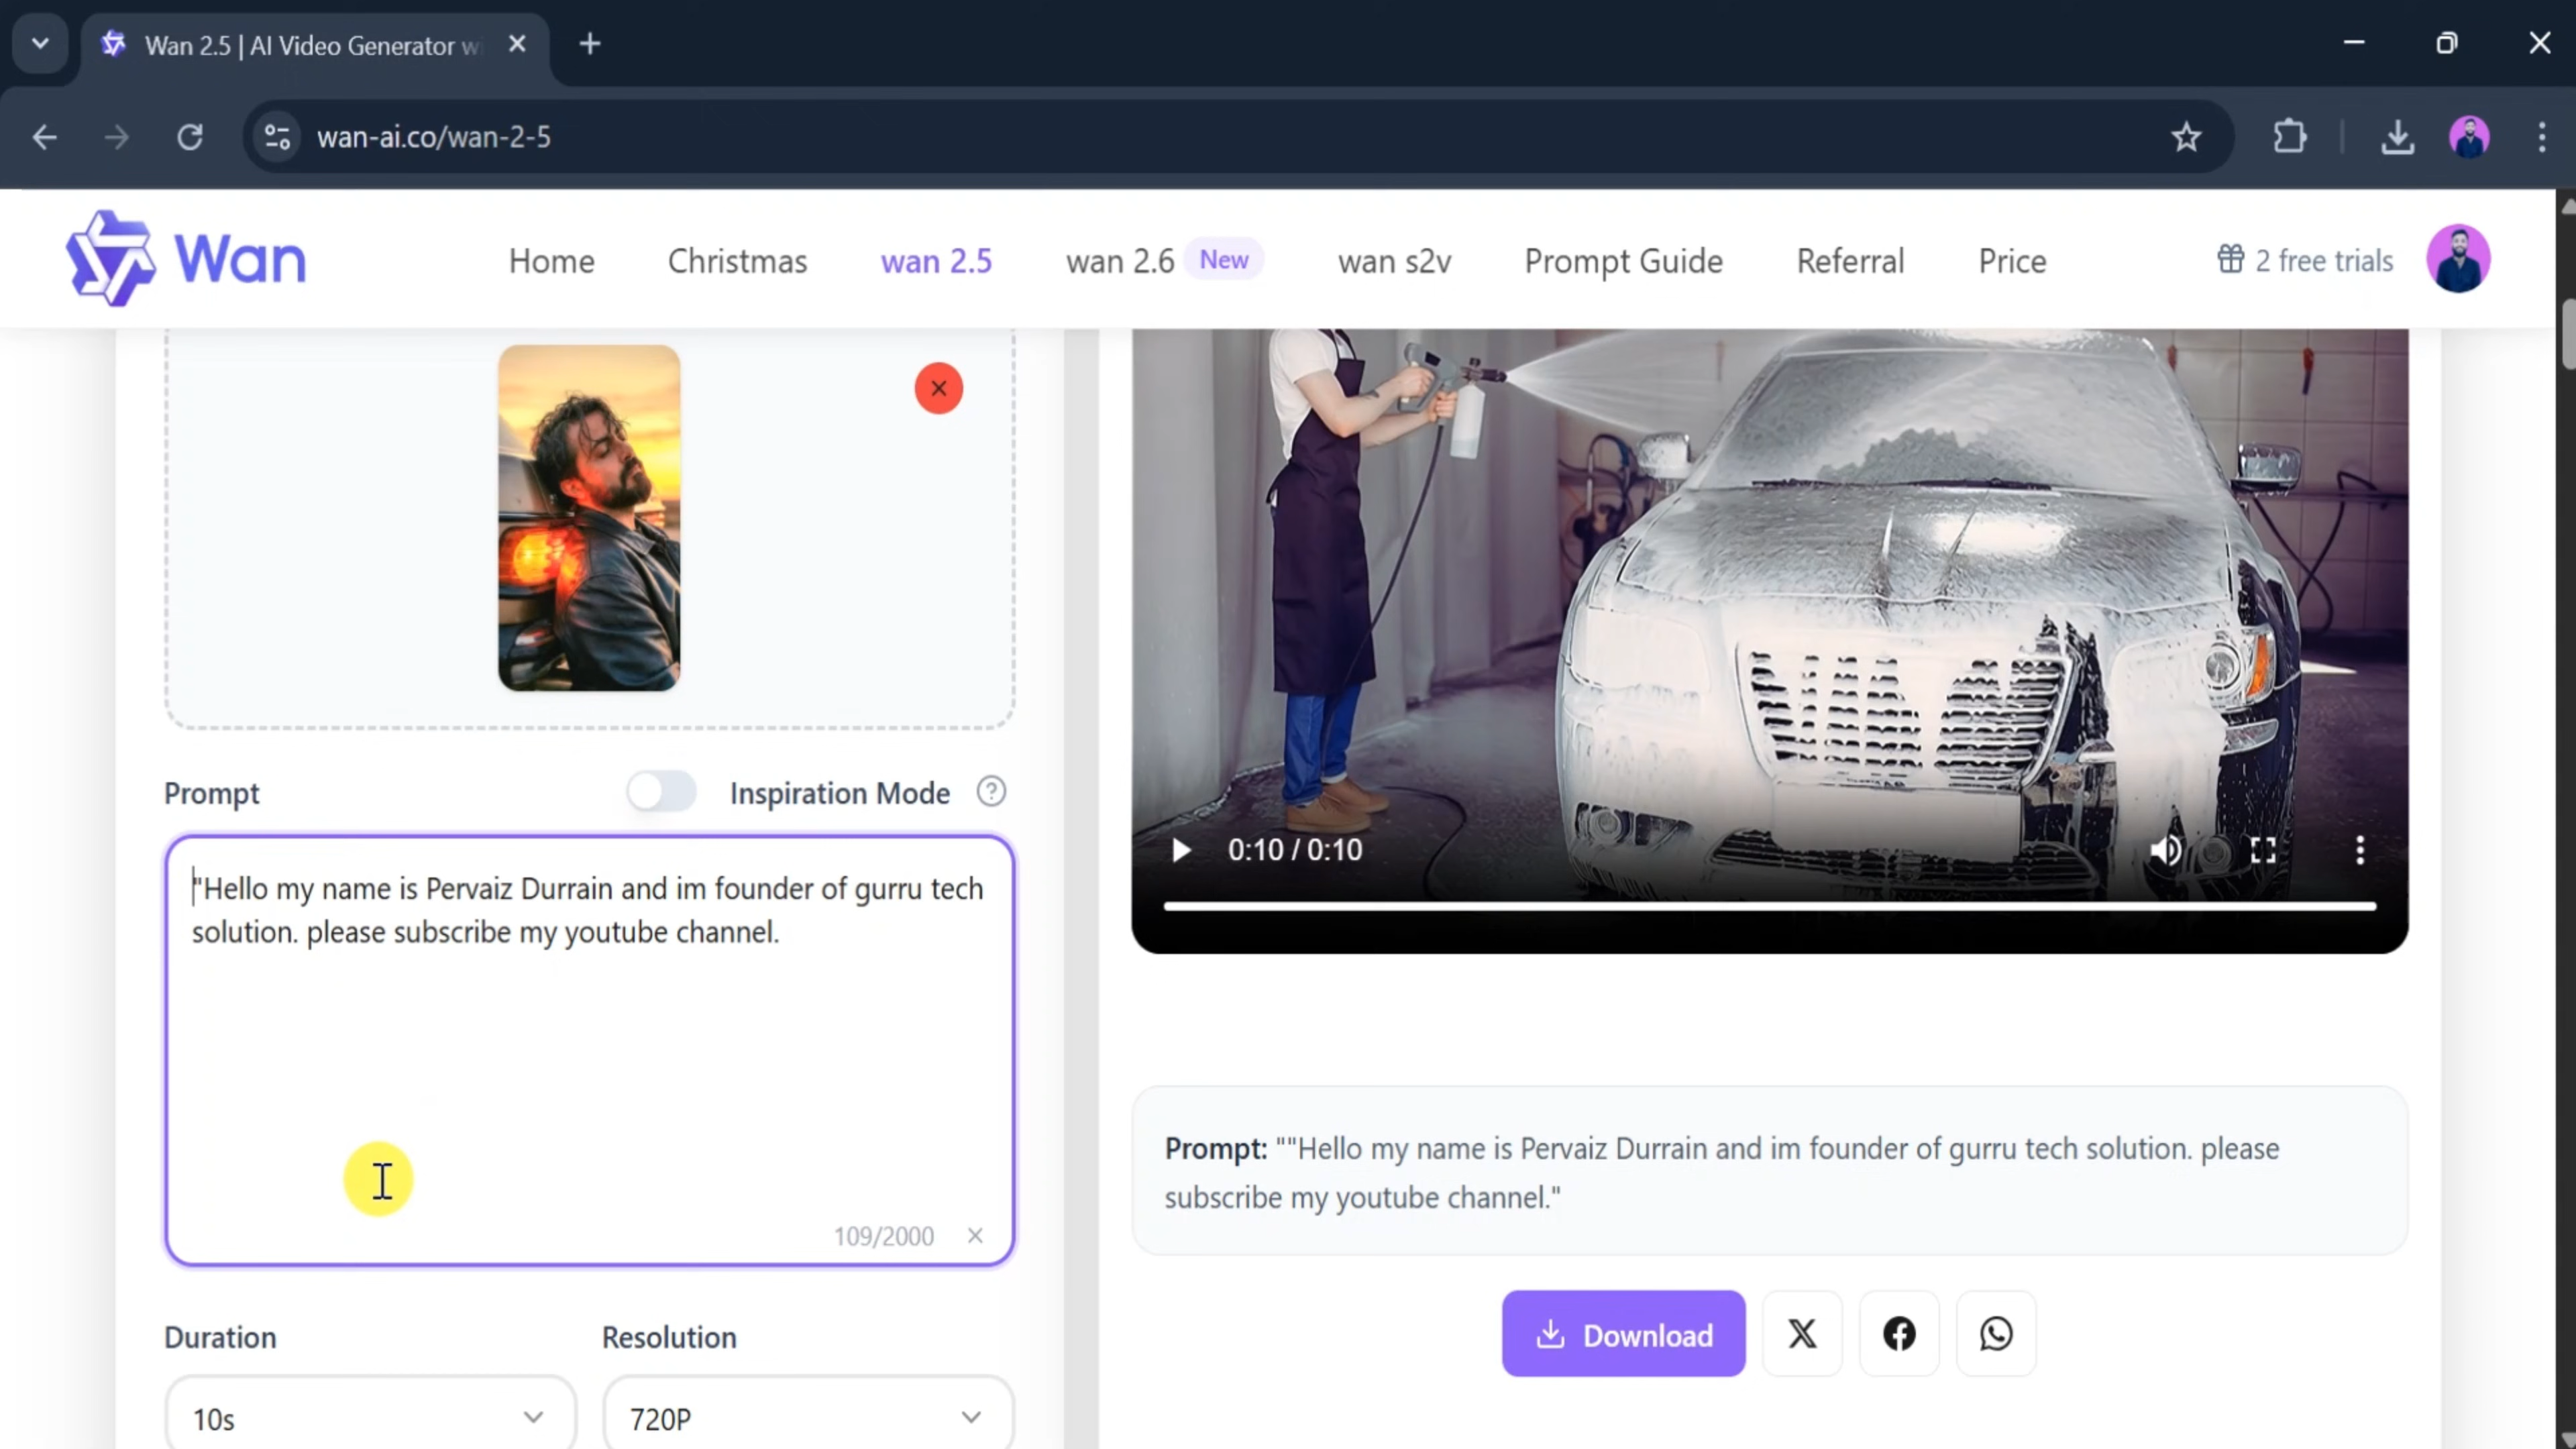 Wan 2.5 | AI Video Generator wi
wan-ai.co/wan-2-5
Wan
Home
Christmas
wan 2.5
wan 2.6 New
wan s2v
Prompt Guide
Referral
Price
2 free trials
Prompt
Inspiration Mode
"Hello my name is Pervaiz Durrain and im founder of gurru tech
solution. please subscribe my youtube channel.
109/2000
Duration
Resolution
10s
720P
0:10 / 0:10
Prompt: ""Hello my name is Pervaiz Durrain and im founder of gurru tech solution. please
subscribe my youtube channel."
Download